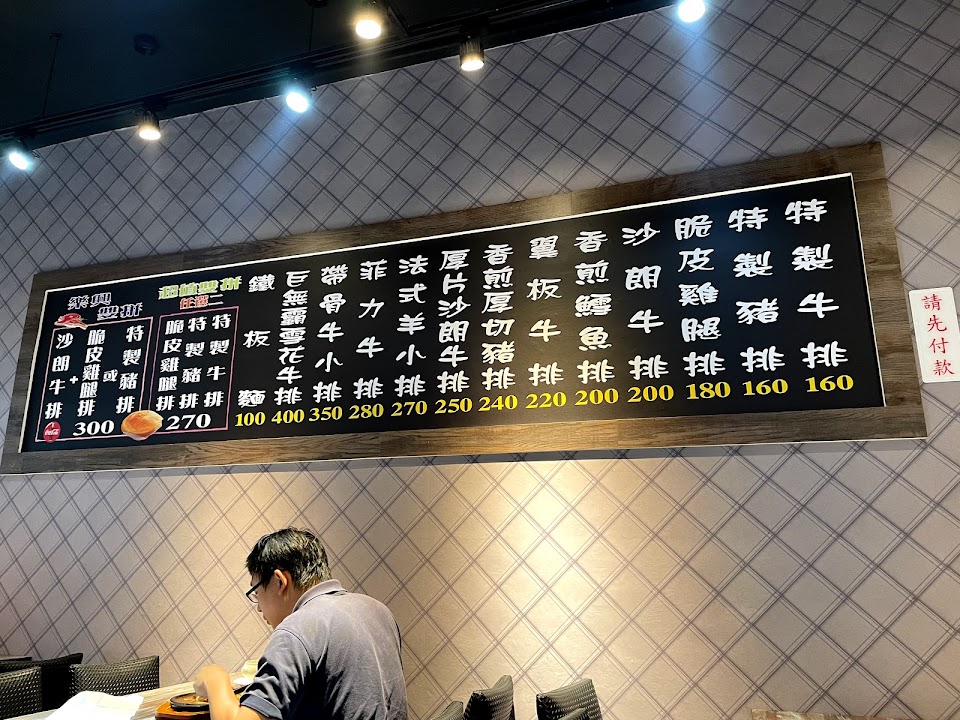 特製牛排 160
特製豬排 160
脆皮雞腿排 180
沙朗牛排 200
香煎鱈魚排 200
翼板牛排 220
香煎厚切豬排 240
厚片沙朗牛排 250
法式羊小排 270
菲力牛排 280
帶骨牛小排 350
巨無霸雪花牛排 400
鐵板麵 100
超值雙拼
任選二
特製牛排
特製豬排
脆皮雞腿排
270
樂興
雙拼
特製豬排
或
脆皮雞腿排
+
沙朗牛排
300
請先付款